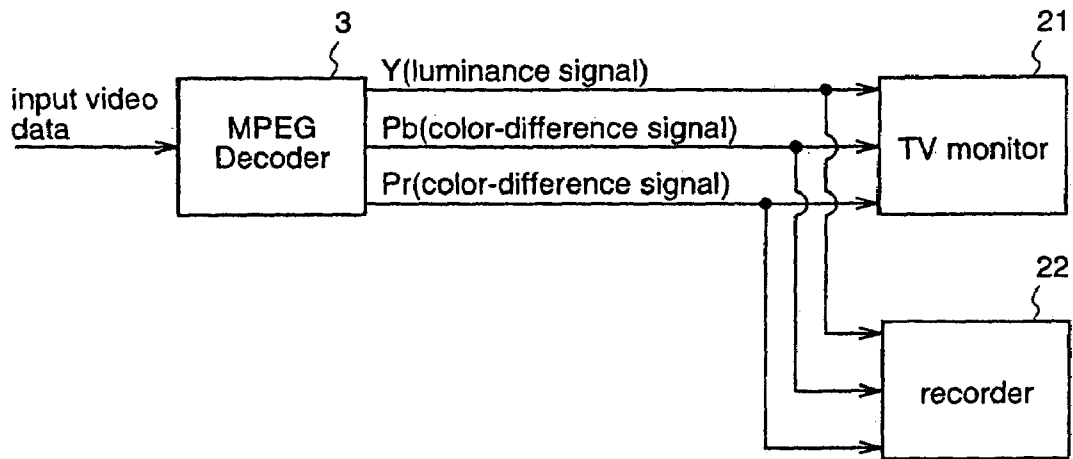 3
21
input video
data
MPEG
Decoder
Y(luminance signal)
Pb(color-difference signal)
Pr(color-difference signal)
TV monitor
22
recorder